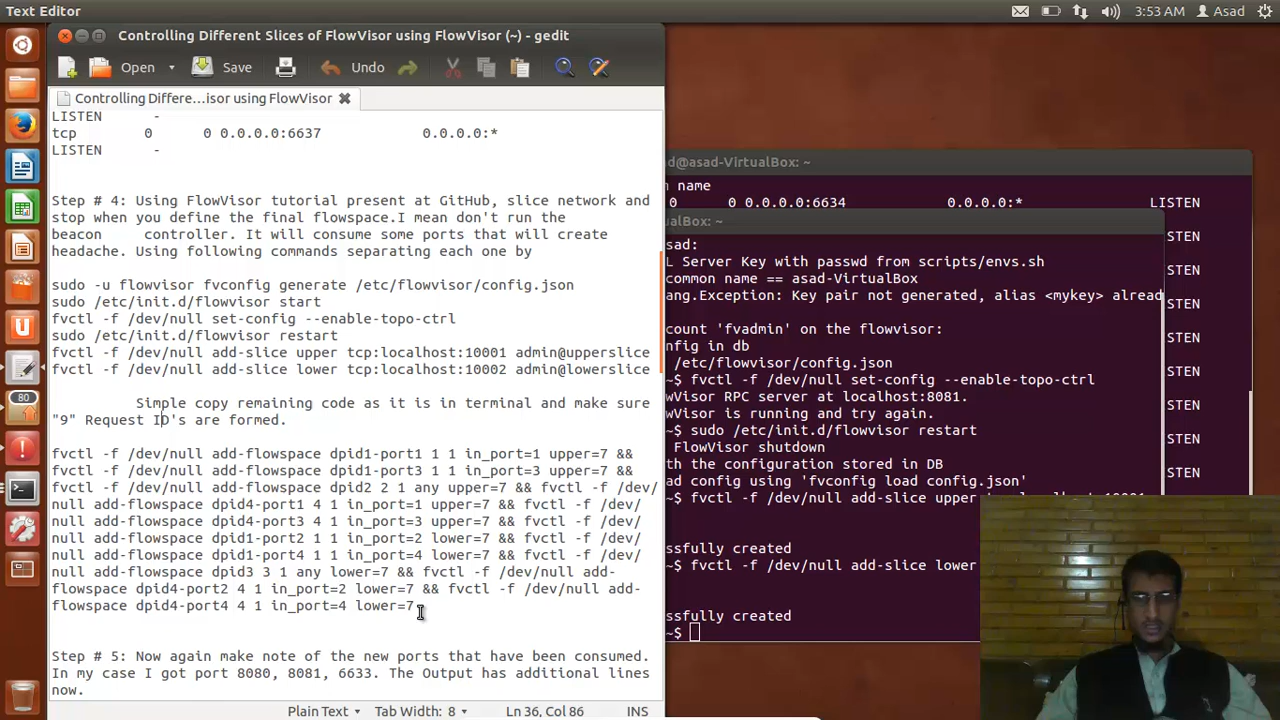 Text Editor
3:53 AM
Asad
Controlling Different Slices of FlowVisor using FlowVisor (~) - gedit
Open
Save
Undo
Controlling Differe...isor using FlowVisor
LISTEN      -
tcp     0     0 0.0.0.0:6637     0.0.0.0:*
LISTEN      -
Step # 4: Using FlowVisor tutorial present at GitHub, slice network and
stop when you define the final flowspace.I mean don't run the
beacon    controller. It will consume some ports that will create
headache. Using following commands separating each one by
sudo -u flowvisor fvconfig generate /etc/flowvisor/config.json
sudo /etc/init.d/flowvisor start
fvctl -f /dev/null set-config --enable-topo-ctrl
sudo /etc/init.d/flowvisor restart
fvctl -f /dev/null add-slice upper tcp:localhost:10001 admin@upperslice
fvctl -f /dev/null add-slice lower tcp:localhost:10002 admin@lowerslice
Simple copy remaining code as it is in terminal and make sure
"9" Request ID's are formed.
fvctl -f /dev/null add-flowspace dpid1-port1 1 1 in_port=1 upper=7 &&
fvctl -f /dev/null add-flowspace dpid1-port3 1 1 in_port=3 upper=7 &&
fvctl -f /dev/null add-flowspace dpid2 2 1 any upper=7 && fvctl -f /dev/
null add-flowspace dpid4-port1 4 1 in_port=1 upper=7 && fvctl -f /dev/
null add-flowspace dpid4-port3 4 1 in_port=3 upper=7 && fvctl -f /dev/
null add-flowspace dpid1-port2 1 1 in_port=2 lower=7 && fvctl -f /dev/
null add-flowspace dpid1-port4 1 1 in_port=4 lower=7 && fvctl -f /dev/
null add-flowspace dpid3 3 1 any lower=7 && fvctl -f /dev/null add-
flowspace dpid4-port2 4 1 in_port=2 lower=7 && fvctl -f /dev/null add-
flowspace dpid4-port4 4 1 in_port=4 lower=7
Step # 5: Now again make note of the new ports that have been consumed.
In my case I got port 8080, 8081, 6633. The Output has additional lines
now.
Plain Text
Tab Width: 8
Ln 36, Col 86
INS
80
d@asad-VirtualBox: ~
n name
0     0 0.0.0.0:6634     0.0.0.0:*     LISTEN
ualBox: ~
STEN
STEN
STEN
STEN
STEN
STEN
STEN
STEN
asad:
L Server Key with passwd from scripts/envs.sh
common name == asad-VirtualBox
ang.Exception: Key pair not generated, alias <mykey> alread
count 'fvadmin' on the flowvisor:
nfig in db
/etc/flowvisor/config.json
~$ fvctl -f /dev/null set-config --enable-topo-ctrl
owVisor RPC server at localhost:8081.
wVisor is running and try again.
~$ sudo /etc/init.d/flowvisor restart
FlowVisor shutdown
th the configuration stored in DB
ad config using 'fvconfig load config.json'
~$ fvctl -f /dev/null add-slice upper
ssfully created
~$ fvctl -f /dev/null add-slice lower
ssfully created
~$